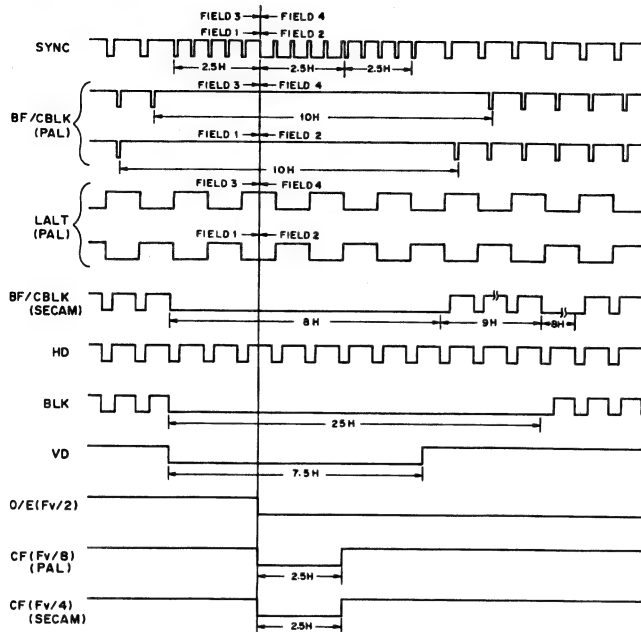 FIELD 3 FIELD 4
FIELD 1 FIELD 2
SYNC
2.5H 2.5H 2.5H
FIELD 3 FIELD 4
BF/CBLK
(PAL)
10H
FIELD 1 FIELD 2
10H
FIELD 3 FIELD 4
LALT
(PAL)
FIELD 1 FIELD 2
BF/CBLK
(SECAM)
8H 9H 8H
HD
BLK
25H
VD
7.5H
O/E(Fv/2)
CF(Fv/8)
(PAL)
2.5H
CF(Fv/4)
(SECAM)
2.5H